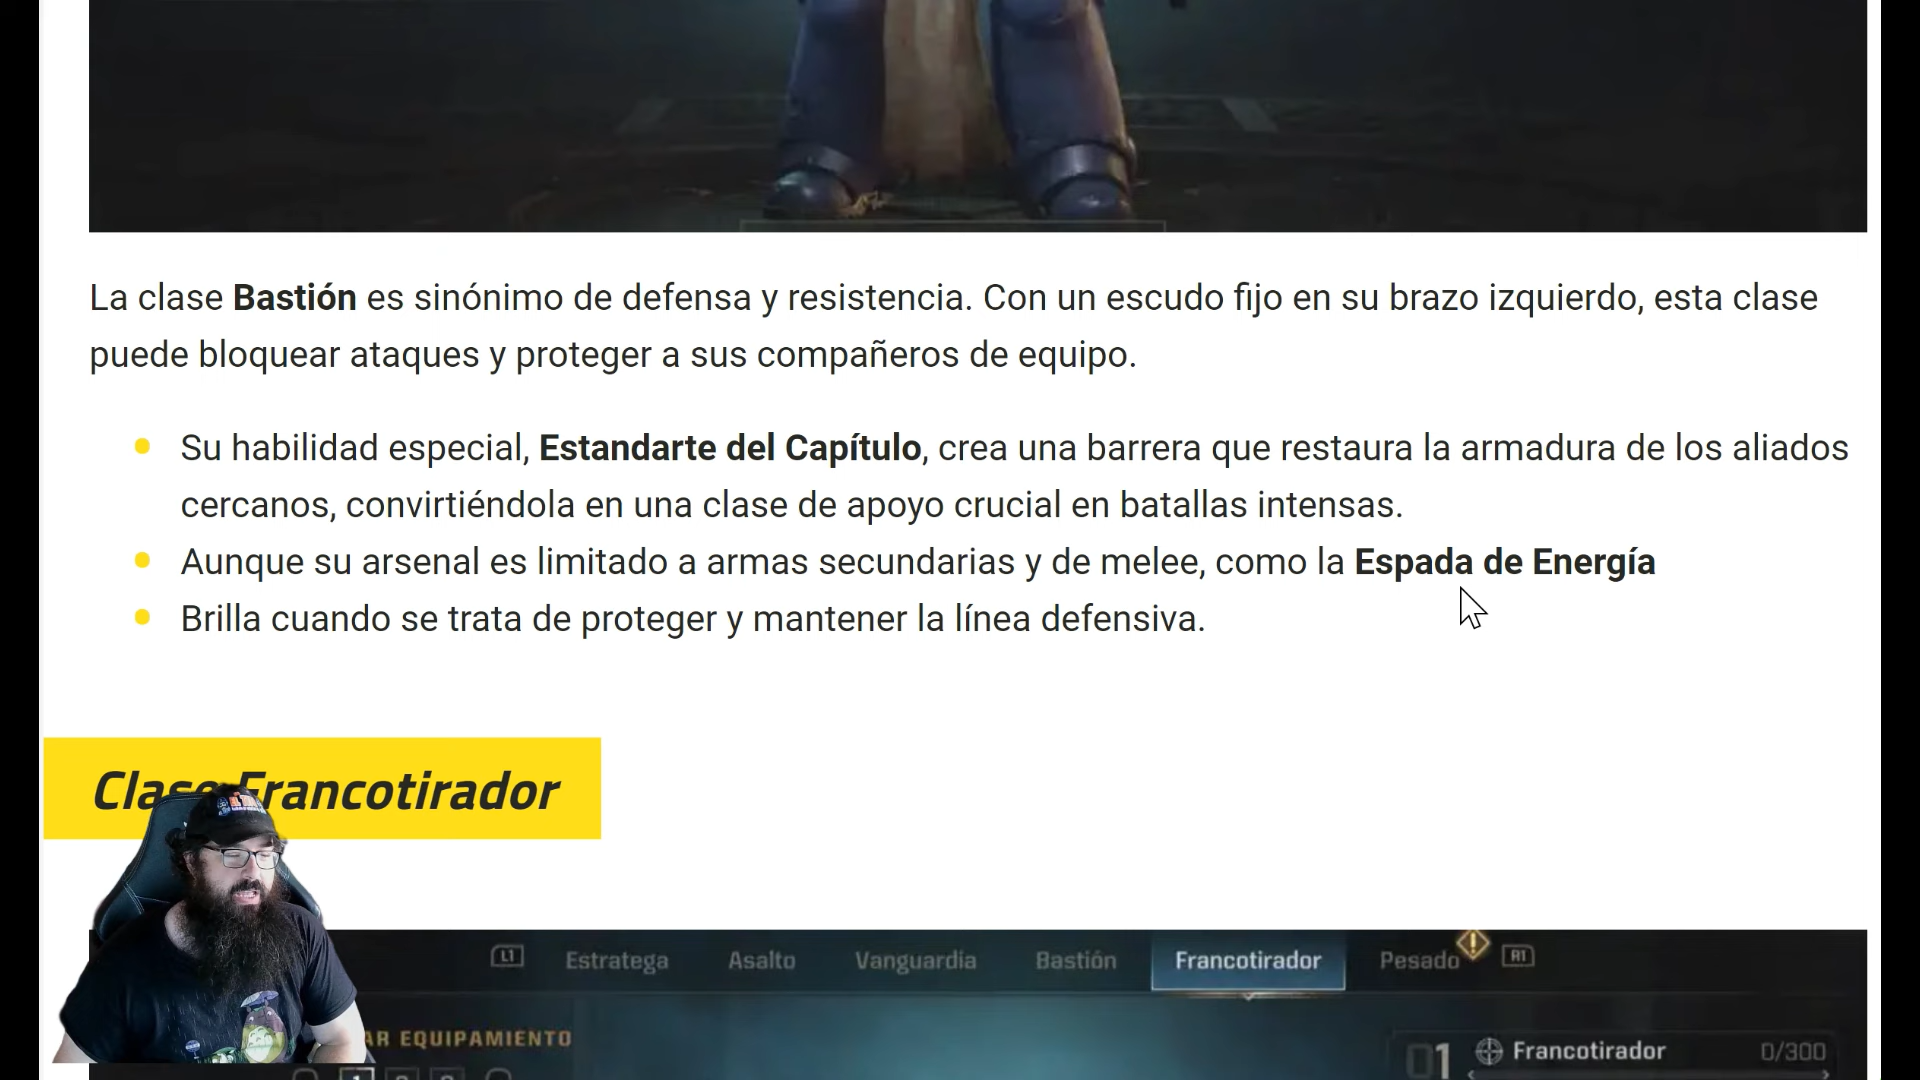 La clase Bastión es sinónimo de defensa y resistencia. Con un escudo fijo en su brazo izquierdo, esta clase
puede bloquear ataques y proteger a sus compañeros de equipo.
Su habilidad especial, Estandarte del Capítulo, crea una barrera que restaura la armadura de los aliados
cercanos, convirtiéndola en una clase de apoyo crucial en batallas intensas.
Aunque su arsenal es limitado a armas secundarias y de melee, como la Espada de Energía
Brilla cuando se trata de proteger y mantener la línea defensiva.
Clase Francotirador
L1 Estratega Asalto Vanguardia Bastión Francotirador Pesado R1
AR EQUIPAMIENTO
01 Francotirador 0/300